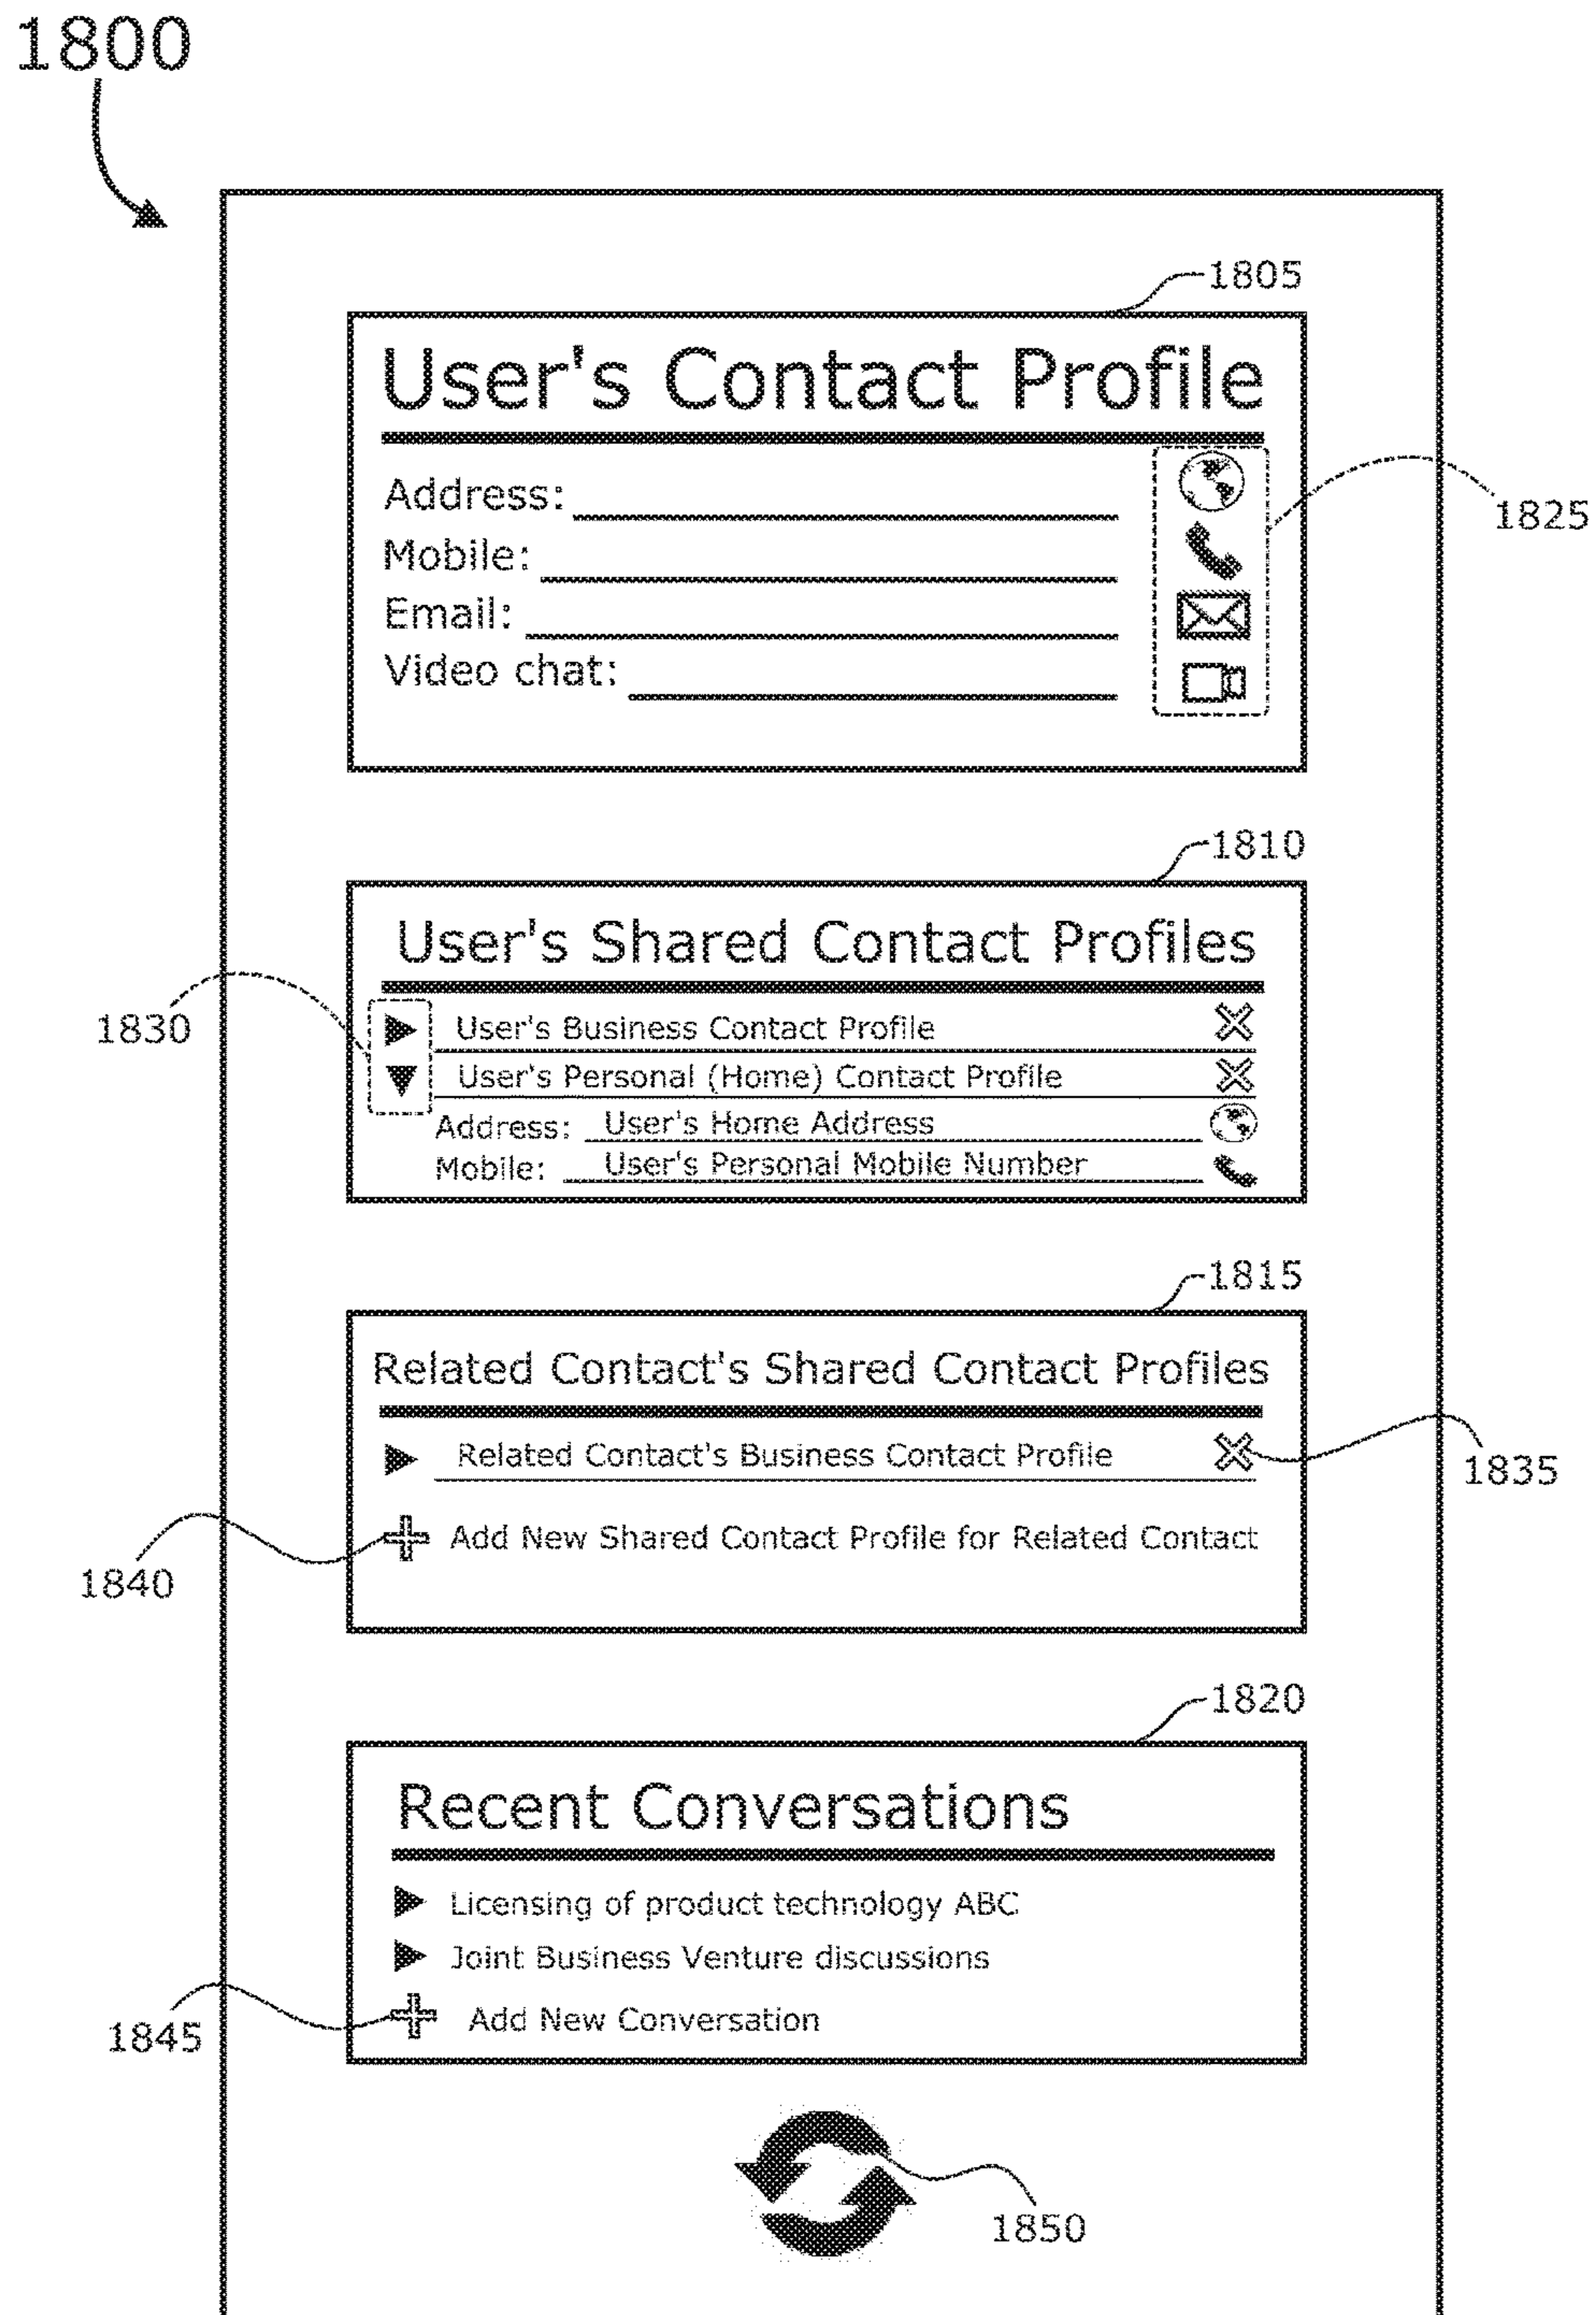 1800
1805
User's Contact Profile
Address:
Mobile:
Email:
Video chat:
1825
1810
User's Shared Contact Profiles
1830
User's Business Contact Profile
User's Personal (Home) Contact Profile
Address: User's Home Address
Mobile: User's Personal Mobile Number
1815
Related Contact's Shared Contact Profiles
Related Contact's Business Contact Profile
1835
Add New Shared Contact Profile for Related Contact
1840
1820
Recent Conversations
Licensing of product technology ABC
Joint Business Venture discussions
Add New Conversation
1845
1850